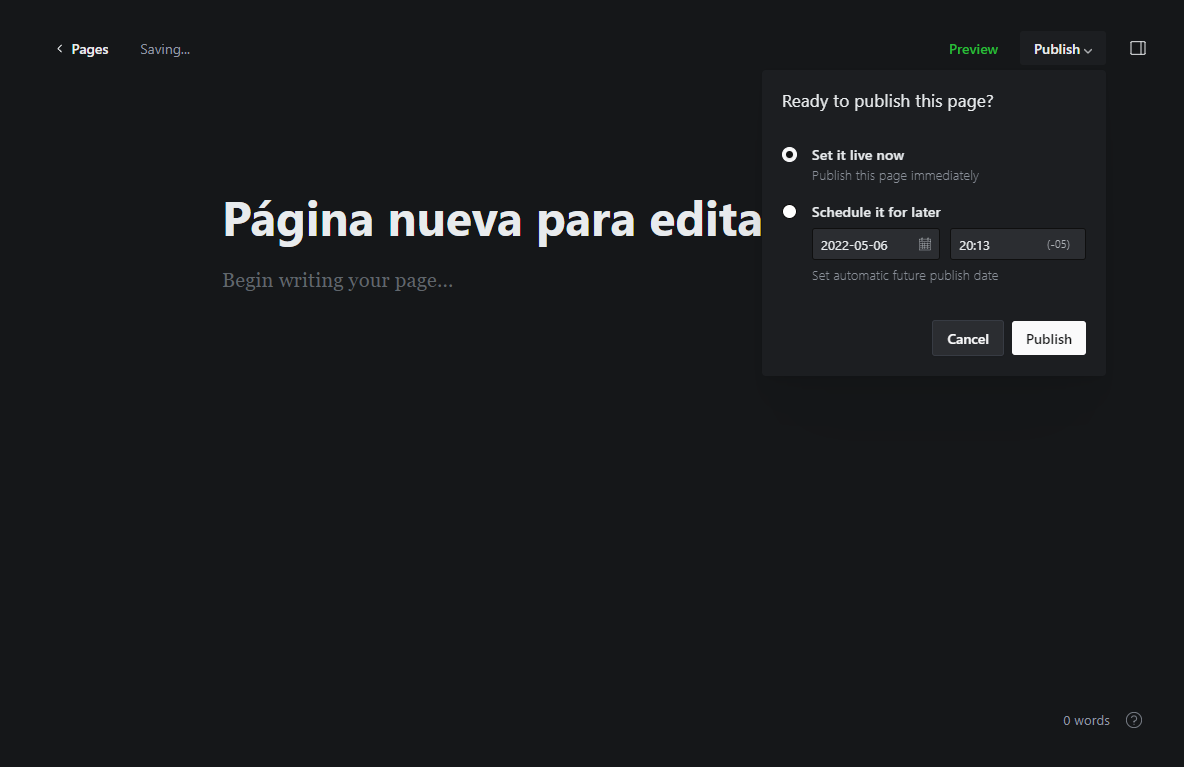 Pages
Saving...
Preview
Publish
Ready to publish this page?
Set it live now
Publish this page immediately
Schedule it for later
2022-05-06
20:13
(-05)
Set automatic future publish date
Cancel
Publish
Página nueva para edita
Begin writing your page...
0 words
?